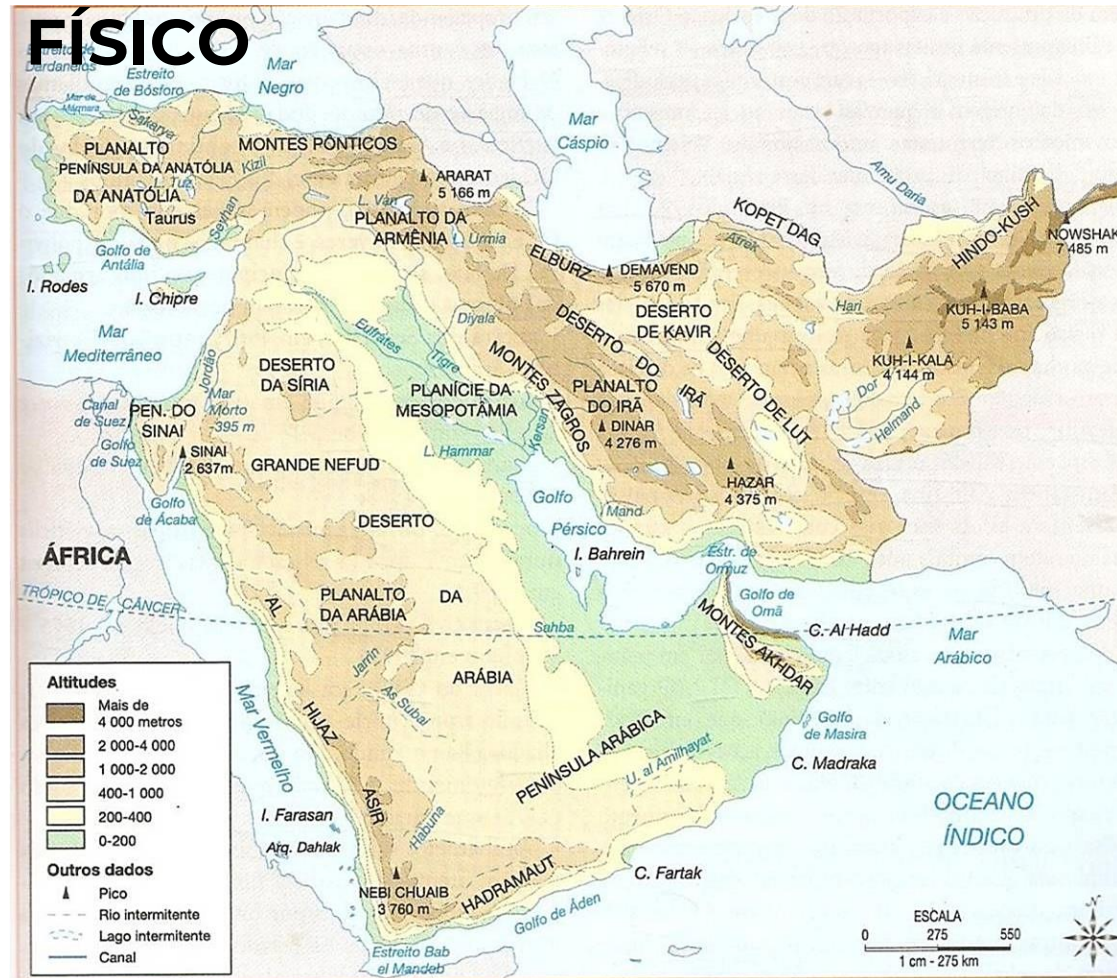 FÍSICO
Estreito de
Dardanelos
Estreito
de Bósforo
Mar
Negro
Mar de
Mármara
Sakarya
PLANALTO
PENÍNSULA DA ANATÓLIA
DA ANATÓLIA
L. Tuz
Kizil
MONTES PÔNTICOS
Taurus
Seyhan
ARARAT
5 166 m
L. Van
PLANALTO DA
ARMÊNIA
L. Urmia
Mar
Cáspio
Amu Daria
KOPET DAG
Atrek
HINDO-KUSH
NOWSHAK
7 485 m
Golfo de
Antália
I. Rodes
I. Chipre
Mar
Mediterrâneo
ELBURZ
DEMAVEND
5 670 m
DESERTO
DE KAVIR
Hari
KUH-I-BABA
5 143 m
KUH-I-KALA
4 144 m
Eufrates
Diyala
Tigre
DESERTO DO IRÃ
DESERTO DE LUT
Jordão
DESERTO
DA SÍRIA
PLANÍCIE DA
MESOPOTÂMIA
MONTES ZAGROS
PLANALTO
DO IRÃ
DINAR
4 276 m
Dor
Helmand
Canal
de Suez
PEN. DO
SINAI
Mar
Morto
-395 m
Golfo
de Suez
SINAI
2 637m
L. Hammar
Kersan
GRANDE NEFUD
HAZAR
4 375 m
Golfo
de Ácaba
DESERTO
Golfo
Pérsico
Mand
I. Bahrein
Estr. de
Ormuz
ÁFRICA
TRÓPICO DE CÂNCER
AL
PLANALTO
DA ARÁBIA
DA
Sahba
Golfo de
Omã
C. Al Hadd
MONTES AKHDAR
Mar
Arábico
Jarrin
As Subal
ARÁBIA
HIJAZ
Mar Vermelho
Golfo
de Masira
C. Madraka
PENÍNSULA ARÁBICA
U. al Amilhayat
ASIR
I. Farasan
Habuna
Arq. Dahlak
OCEANO
ÍNDICO
NEBI CHUAIB
3 760 m
HADRAMAUT
C. Fartak
Golfo de Áden
Estreito Bab
el Mandeb
Altitudes
Mais de
4 000 metros
2 000-4 000
1 000-2 000
400-1 000
200-400
0-200
Outros dados
Pico
Rio intermitente
Lago intermitente
Canal
ESCALA
0 275 550
1 cm - 275 km